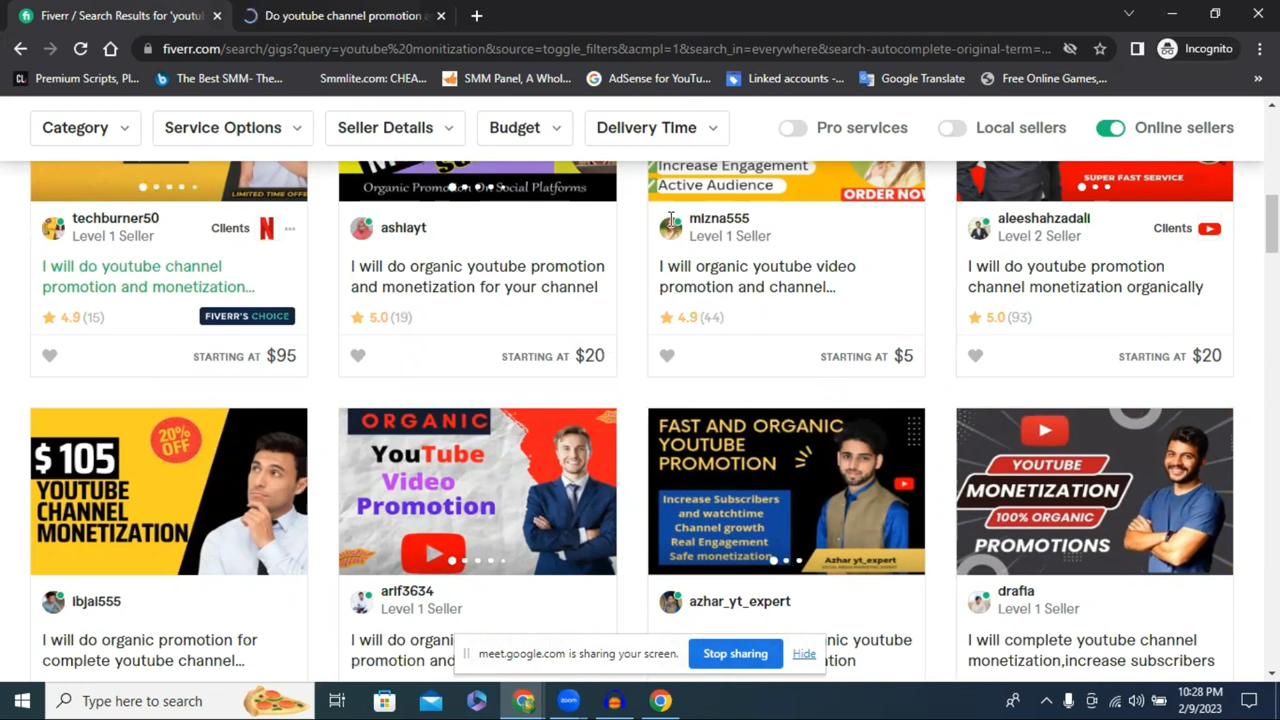 Fiverr / Search Results for 'youtu
Do youtube channel promotion
fiverr.com/search/gigs?query=youtube%20monitization&source=toggle_filters&acmpl=1&search_in=everywhere&search-autocomplete-original-term=...
Incognito
Premium Scripts, Pl...
The Best SMM- The...
Smmlite.com: CHEA...
SMM Panel, A Whol...
AdSense for YouTu...
Linked accounts -...
Google Translate
Free Online Games,...
Category
Service Options
Seller Details
Budget
Delivery Time
Pro services
Local sellers
Online sellers
LIMITED TIME OFFE
Organic Promotion On Social Platforms
Increase Engagement
Active Audience
ORDER NOW
SUPER FAST SERVICE
techburner50
Level 1 Seller
Clients
ashlayt
mizna555
Level 1 Seller
aleeshahzadali
Level 2 Seller
Clients
I will do youtube channel
promotion and monetization...
I will do organic youtube promotion
and monetization for your channel
I will organic youtube video
promotion and channel...
I will do youtube promotion
channel monetization organically
4.9 (15)
FIVERR'S CHOICE
5.0 (19)
4.9 (44)
5.0 (93)
STARTING AT $95
STARTING AT $20
STARTING AT $5
STARTING AT $20
$ 105
YOUTUBE
CHANNEL
MONETIZATION
20%
OFF
ORGANIC
YouTube
Video
Promotion
FAST AND ORGANIC
YOUTUBE
PROMOTION
Increase Subscribers
and watchtime
Channel growth
Real Engagement
Safe monetization
Azhar yt_expert
YOUTUBE
MONETIZATION
100% ORGANIC
PROMOTIONS
ibjai555
arif3634
Level 1 Seller
azhar_yt_expert
drafia
Level 1 Seller
I will do organic promotion for
complete youtube channel...
I will do organi
promotion and
nic youtube
tion
I will complete youtube channel
monetization,increase subscribers
meet.google.com is sharing your screen.
Stop sharing
Hide
Type here to search
10:28 PM
2/9/2023